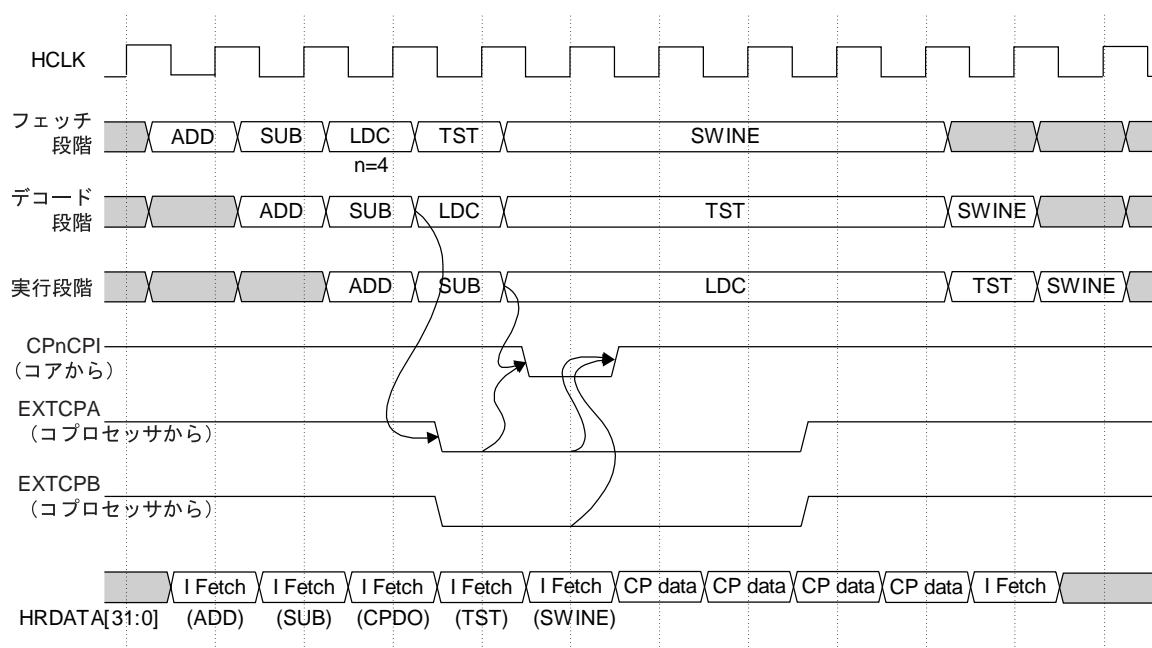 HCLK
フェッチ
段階
ADD SUB LDC TST SWINE
n=4
デコード
段階
ADD SUB LDC TST SWINE
実行段階
ADD SUB LDC TST SWINE
CPnCPI
（コアから）
EXTCPA
（コプロセッサから）
EXTCPB
（コプロセッサから）
I Fetch I Fetch I Fetch I Fetch I Fetch CP data CP data CP data CP data I Fetch
HRDATA[31:0] (ADD) (SUB) (CPDO) (TST) (SWINE)